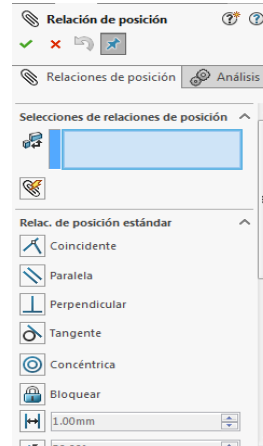 Relación de posición
Relaciones de posición Análisis
Selecciones de relaciones de posición
Relac. de posición estándar
Coincidente
Paralela
Perpendicular
Tangente
Concéntrica
Bloquear
1.00mm